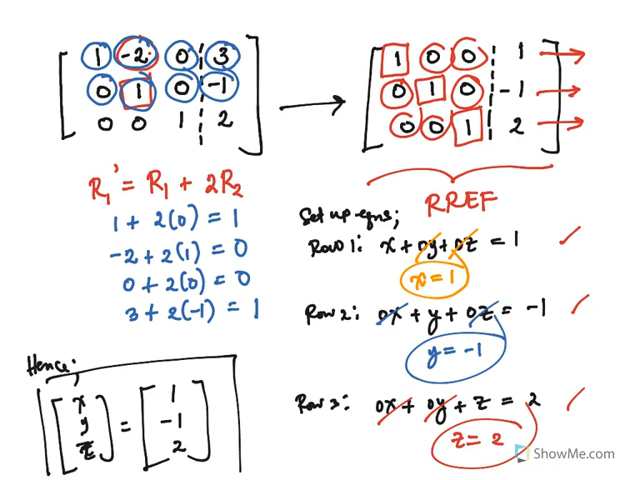 1 -2 0 3
0 1 0 -1
0 0 1 2
1 0 0 1
0 1 0 -1
0 0 1 2
RREF
R₁' = R₁ + 2R₂
1 + 2(0) = 1
-2 + 2(1) = 0
0 + 2(0) = 0
3 + 2(-1) = 1
Set up eqns;
Row 1: x + 0y + 0z = 1
x = 1
Row 2: 0x + y + 0z = -1
y = -1
Row 3: 0x + 0y + z = 2
z = 2
Hence;
x 1
y = -1
z 2
ShowMe.com